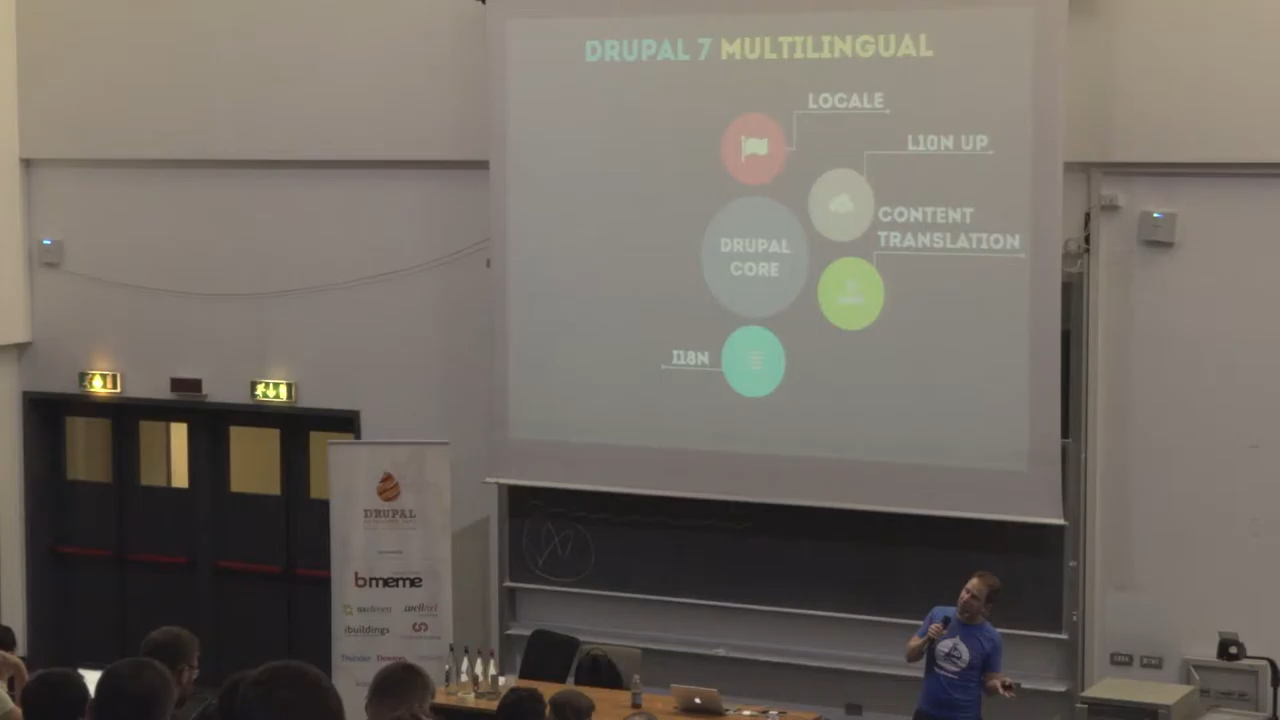 DRUPAL 7 MULTILINGUAL
LOCALE
L10N UP
CONTENT
TRANSLATION
DRUPAL
CORE
I18N
DRUPAL
bmeme
wellnet
ibuildings